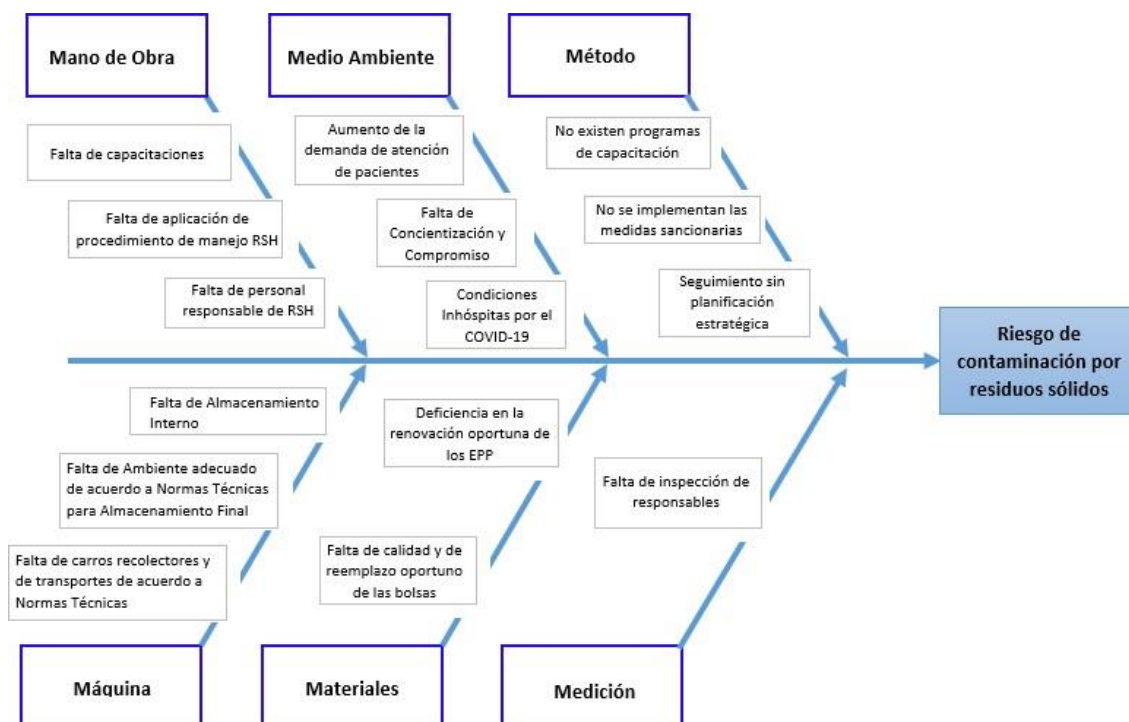 Mano de Obra
Medio Ambiente
Método
Falta de capacitaciones
Falta de aplicación de
procedimiento de manejo RSH
Falta de personal
responsable de RSH
Aumento de la
demanda de atención
de pacientes
Falta de
Concientización y
Compromiso
Condiciones
Inhóspitas por el
COVID-19
No existen programas
de capacitación
No se implementan las
medidas sancionarias
Seguimiento sin
planificación
estratégica
Riesgo de
contaminación por
residuos sólidos
Falta de Almacenamiento
Interno
Falta de Ambiente adecuado
de acuerdo a Normas Técnicas
para Almacenamiento Final
Falta de carros recolectores y
de transportes de acuerdo a
Normas Técnicas
Deficiencia en la
renovación oportuna de
los EPP
Falta de calidad y de
reemplazo oportuno
de las bolsas
Falta de inspección de
responsables
Máquina
Materiales
Medición